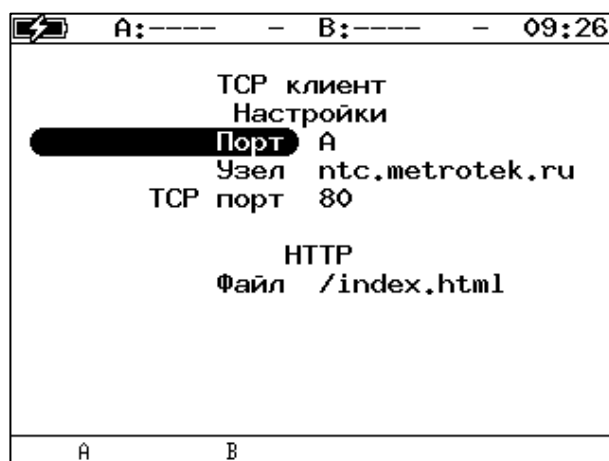 A:---- - B:---- - 09:26
TCP клиент
Настройки
Порт A
Узел ntc.metrotek.ru
TCP порт 80
HTTP
Файл /index.html
A B